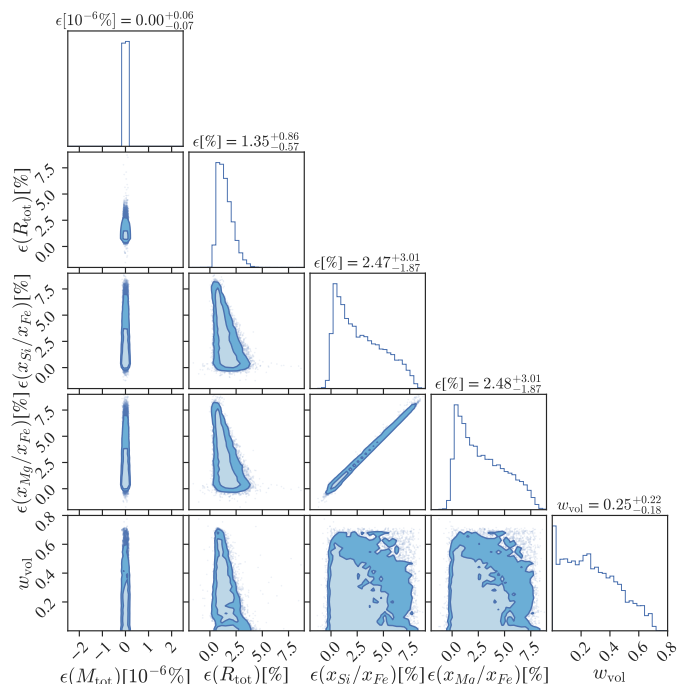 ϵ[10⁻⁶%] = 0.00 +0.06 −0.07
ϵ[%] = 1.35 +0.86 −0.57
ϵ(R_tot)[%]
7.5
5.0
2.5
0.0
ϵ[%] = 2.47 +3.01 −1.87
ϵ(x_Si/x_Fe)[%]
7.5
5.0
2.5
0.0
ϵ[%] = 2.48 +3.01 −1.87
ϵ(x_Mg/x_Fe)[%]
7.5
5.0
2.5
0.0
w_vol = 0.25 +0.22 −0.18
w_vol
0.8
0.6
0.4
0.2
−2 −1 0 1 2
0.0 2.5 5.0 7.5
0.0 2.5 5.0 7.5
0.0 2.5 5.0 7.5
0.2 0.4 0.6 0.8
ϵ(M_tot)[10⁻⁶%] ϵ(R_tot)[%] ϵ(x_Si/x_Fe)[%] ϵ(x_Mg/x_Fe)[%] w_vol